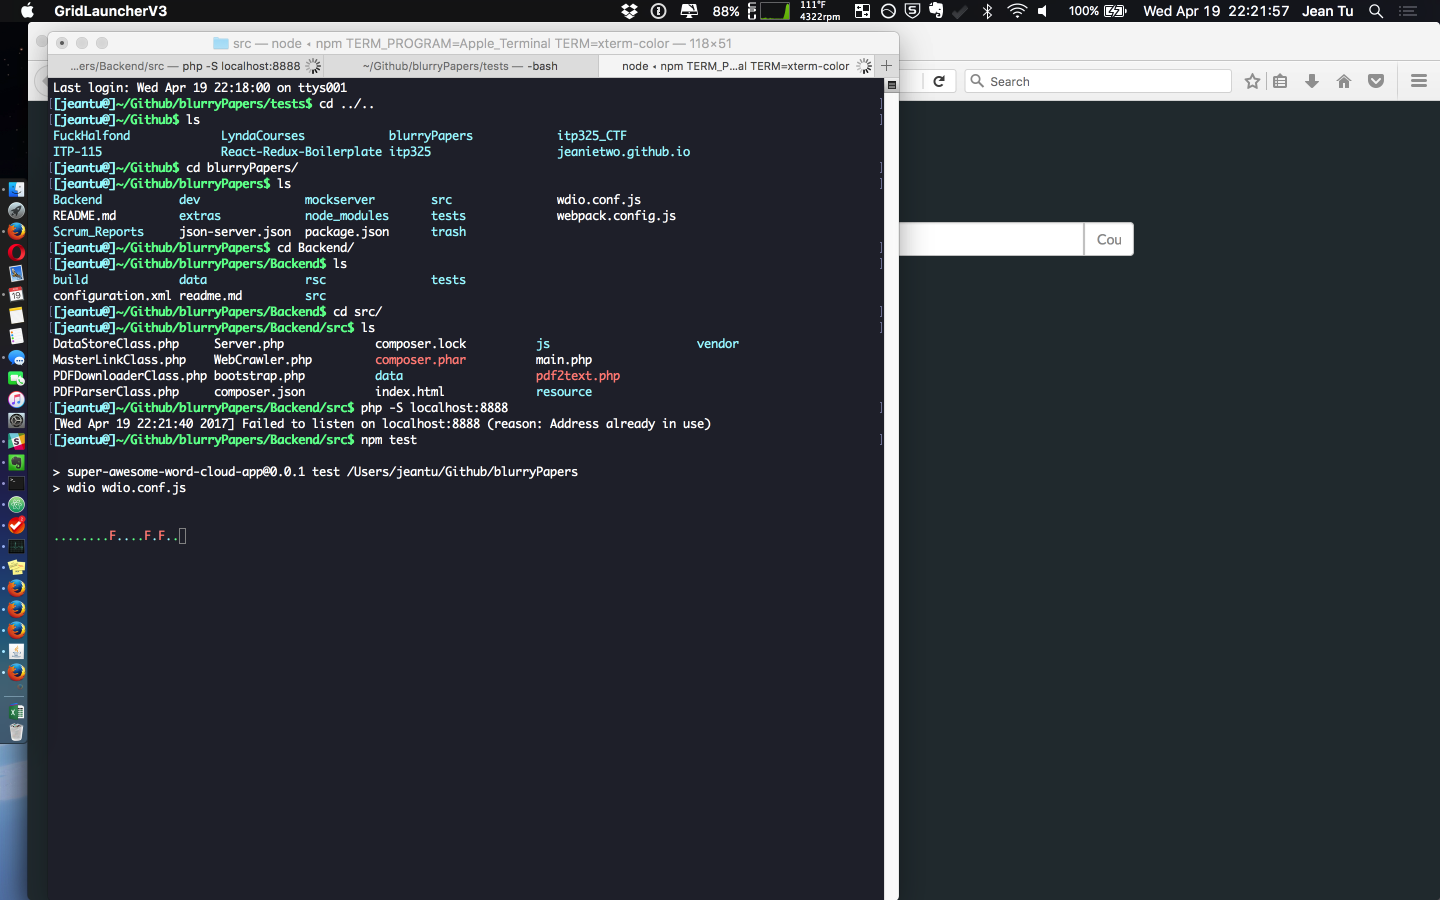 GridLauncherV3 88% 111°F 4322rpm 100% Wed Apr 19 22:21:57 Jean Tu
src — node ◂ npm TERM_PROGRAM=Apple_Terminal TERM=xterm-color — 118×51
...ers/Backend/src — php -S localhost:8888 ~/Github/blurryPapers/tests — -bash node ◂ npm TERM_P...al TERM=xterm-color +
Search
Last login: Wed Apr 19 22:18:00 on ttys001
[[jeantu@]~/Github/blurryPapers/tests$ cd ../.. ]
[[jeantu@]~/Github$ ls ]
FuckHalfond LyndaCourses blurryPapers itp325_CTF
ITP-115 React-Redux-Boilerplate itp325 jeanietwo.github.io
[[jeantu@]~/Github$ cd blurryPapers/ ]
[[jeantu@]~/Github/blurryPapers$ ls ]
Backend dev mockserver src wdio.conf.js
README.md extras node_modules tests webpack.config.js
Scrum_Reports json-server.json package.json trash
[[jeantu@]~/Github/blurryPapers$ cd Backend/ ]
[[jeantu@]~/Github/blurryPapers/Backend$ ls ]
build data rsc tests
configuration.xml readme.md src
[[jeantu@]~/Github/blurryPapers/Backend$ cd src/ ]
[[jeantu@]~/Github/blurryPapers/Backend/src$ ls ]
DataStoreClass.php Server.php composer.lock js vendor
MasterLinkClass.php WebCrawler.php composer.phar main.php
PDFDownloaderClass.php bootstrap.php data pdf2text.php
PDFParserClass.php composer.json index.html resource
[[jeantu@]~/Github/blurryPapers/Backend/src$ php -S localhost:8888 ]
[Wed Apr 19 22:21:40 2017] Failed to listen on localhost:8888 (reason: Address already in use)
[[jeantu@]~/Github/blurryPapers/Backend/src$ npm test ]
> super-awesome-word-cloud-app@0.0.1 test /Users/jeantu/Github/blurryPapers
> wdio wdio.conf.js
........F....F.F..
Cou
19